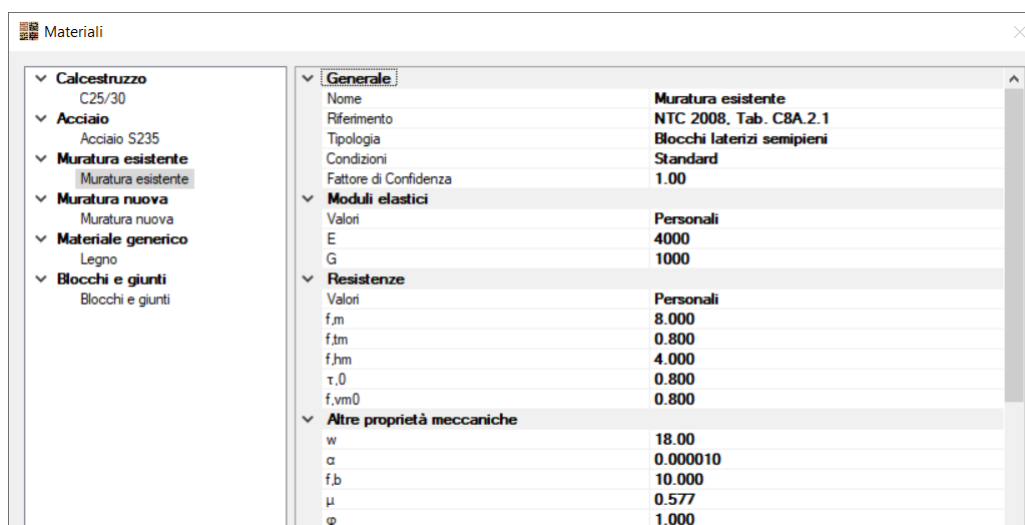 Materiali
Calcestruzzo
C25/30
Acciaio
Acciaio S235
Muratura esistente
Muratura esistente
Muratura nuova
Muratura nuova
Materiale generico
Legno
Blocchi e giunti
Blocchi e giunti
Generale
Nome Muratura esistente
Riferimento NTC 2008, Tab. C8A.2.1
Tipologia Blocchi laterizi semipieni
Condizioni Standard
Fattore di Confidenza 1.00
Moduli elastici
Valori Personali
E 4000
G 1000
Resistenze
Valori Personali
f,m 8.000
f,tm 0.800
f,hm 4.000
τ,0 0.800
f,vm0 0.800
Altre proprietà meccaniche
w 18.00
α 0.000010
f,b 10.000
μ 0.577
φ 1.000